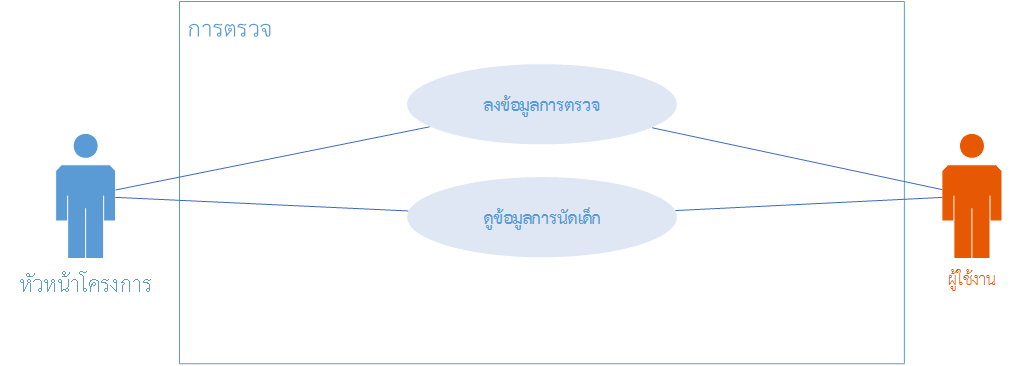 การตรวจ
ลงข้อมูลการตรวจ
ดูข้อมูลการนัดเด็ก
หัวหน้าโครงการ
ผู้ใช้งาน